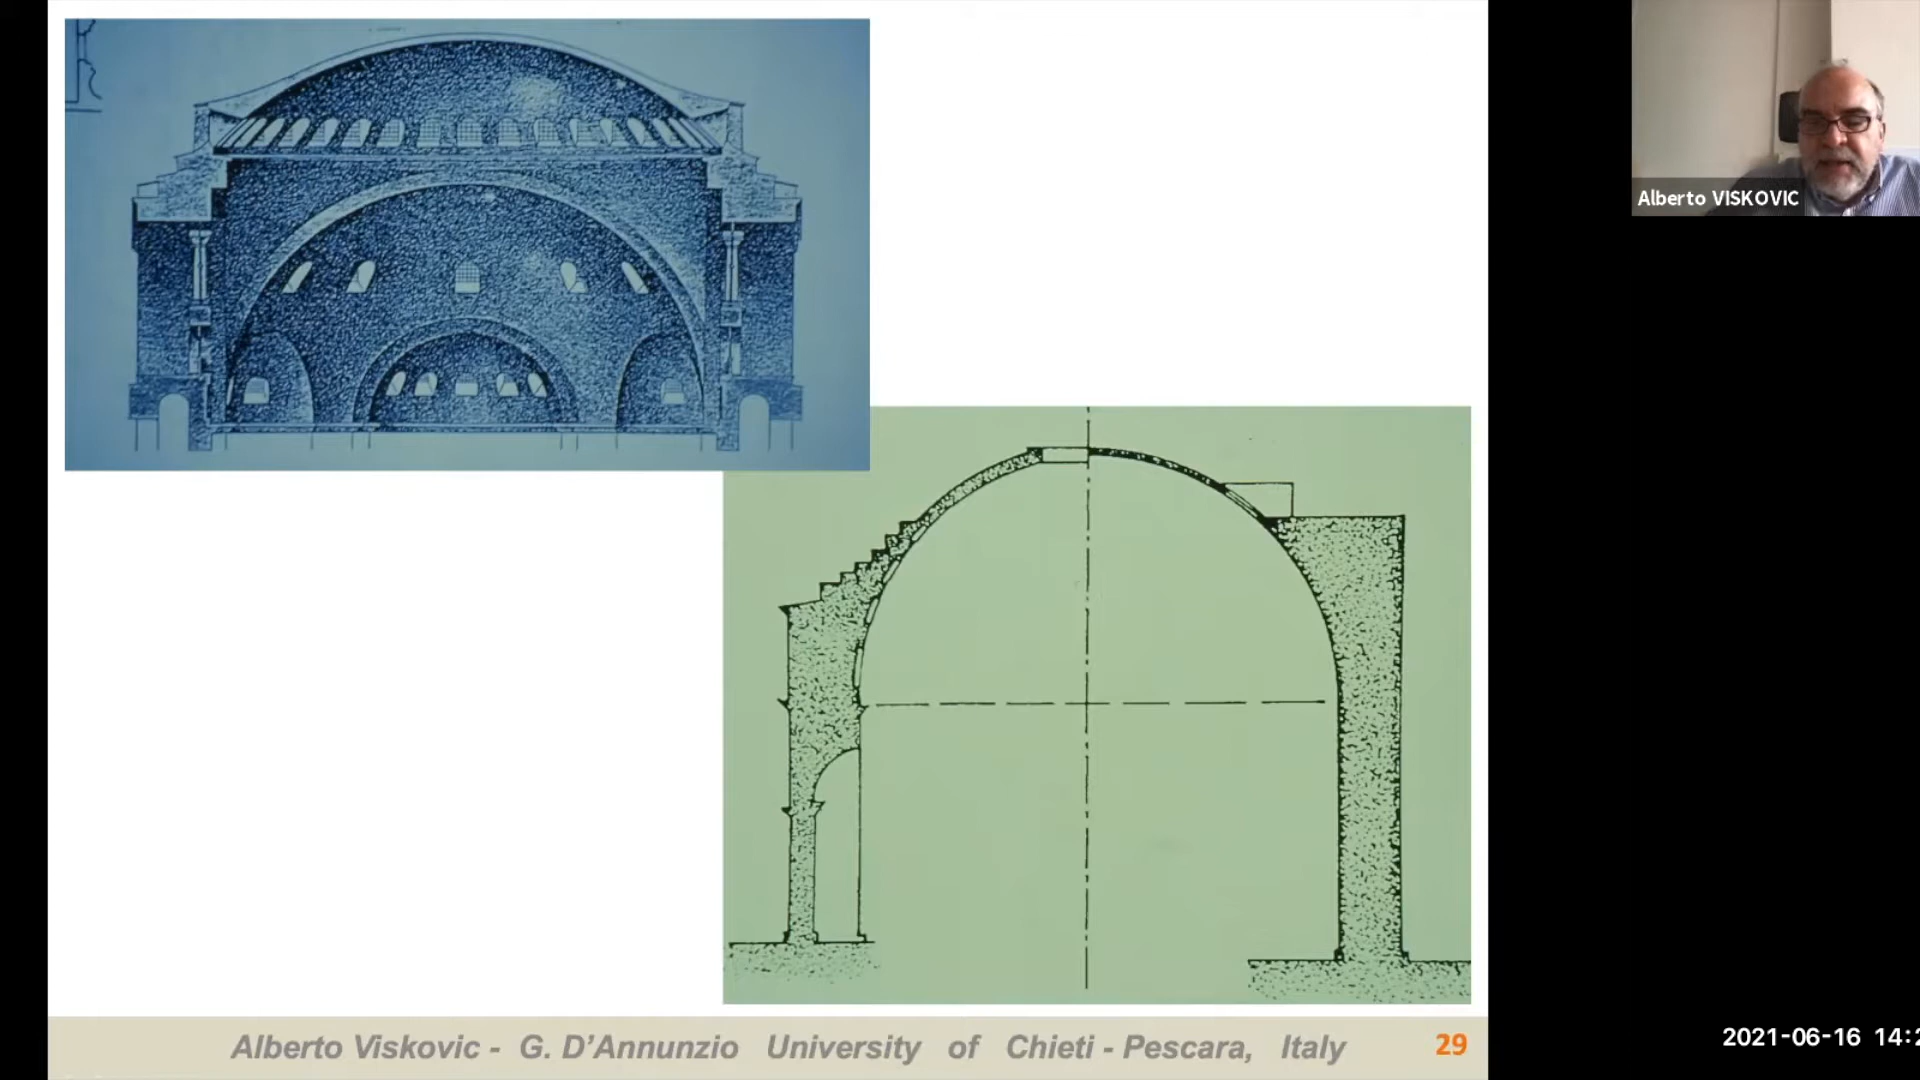 Alberto VISKOVIC
Alberto Viskovic - G. D'Annunzio University of Chieti - Pescara, Italy
29
2021-06-16 14:2